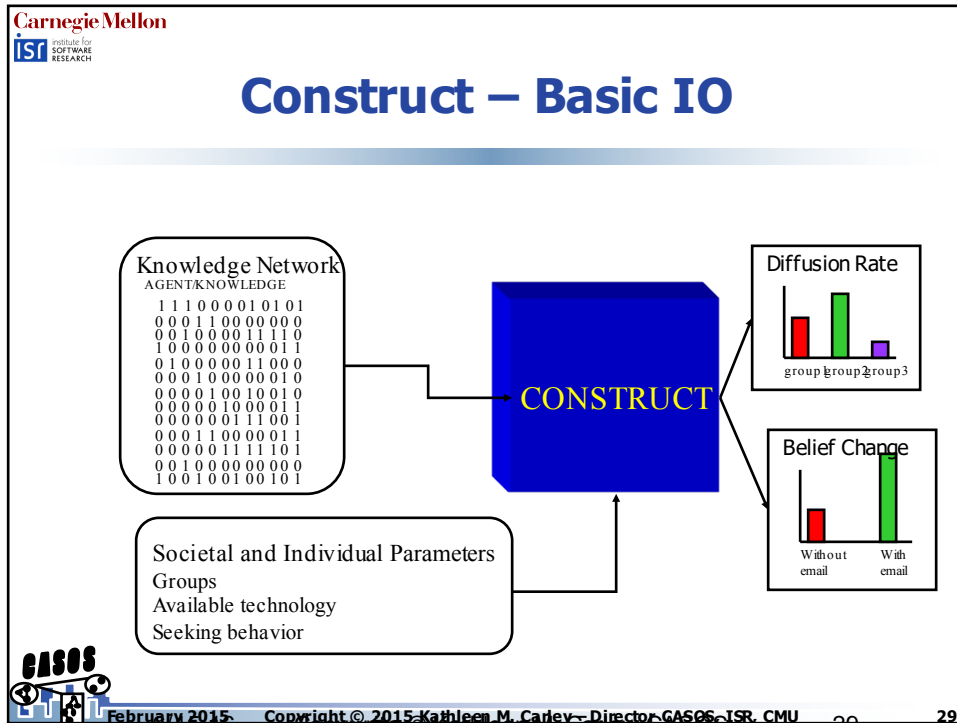 Carnegie Mellon
isr institute for
SOFTWARE
RESEARCH
Construct – Basic IO
Knowledge Network
AGENT/KNOWLEDGE
1 1 1 0 0 0 0 1 0 1 0 1
0 0 0 1 1 0 0 0 0 0 0 0
0 0 1 0 0 0 0 1 1 1 1 0
1 0 0 0 0 0 0 0 0 0 1 1
0 1 0 0 0 0 0 1 1 0 0 0
0 0 0 1 0 0 0 0 0 0 1 0
0 0 0 0 1 0 0 1 0 0 1 0
0 0 0 0 0 1 0 0 0 0 1 1
0 0 0 0 0 0 1 1 1 0 0 1
0 0 0 1 1 0 0 0 0 0 1 1
0 0 0 0 0 1 1 1 1 1 0 1
0 0 1 0 0 0 0 0 0 0 0 0
1 0 0 1 0 0 1 0 0 1 0 1
CONSTRUCT
Diffusion Rate
group1 group2 group3
Belief Change
Without email
With email
Societal and Individual Parameters
Groups
Available technology
Seeking behavior
CASOS
February 2015 Copyright © 2015 Kathleen M. Carley – Director CASOS, ISR, CMU 29